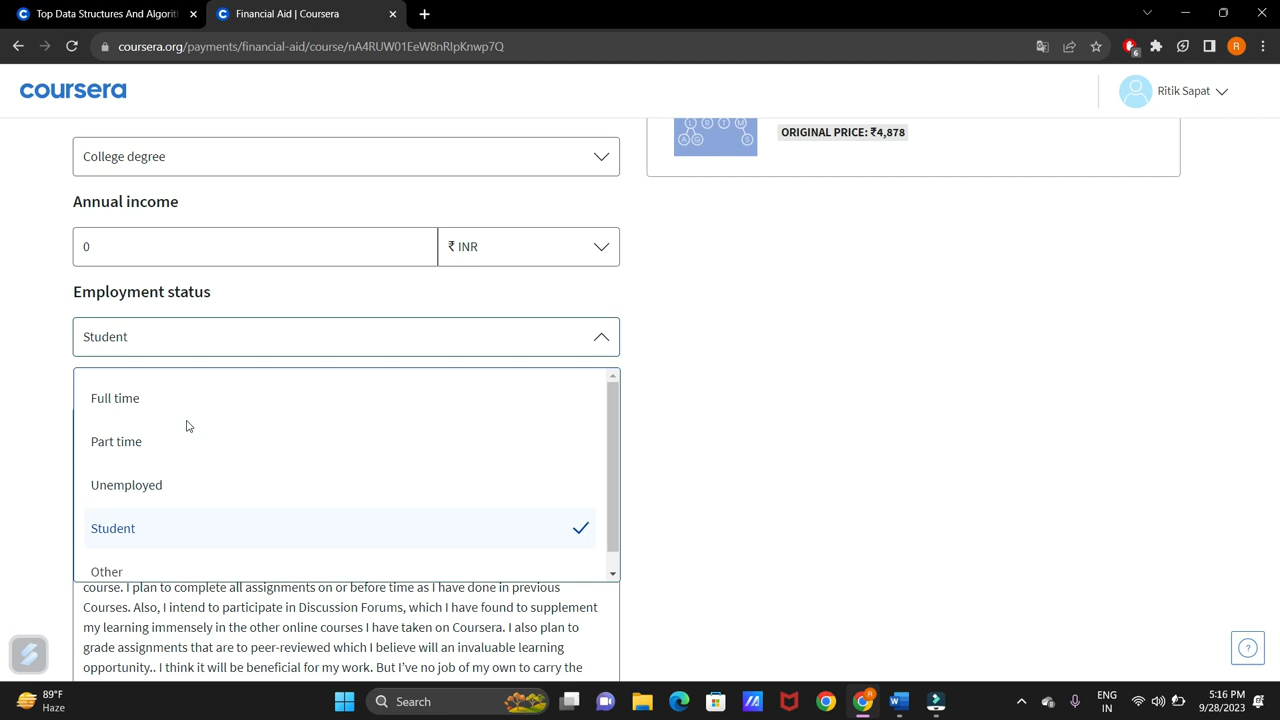 Top Data Structures And Algorit
Financial Aid | Coursera
coursera.org/payments/financial-aid/course/nA4RUW01EeW8nRIpKnwp7Q
6
R
coursera
Ritik Sapat
L R T M
A G S
ORIGINAL PRICE: ₹4,878
College degree
Annual income
0
₹ INR
Employment status
Student
Full time
Part time
Unemployed
Student
Other
course. I plan to complete all assignments on or before time as I have done in previous
Courses. Also, I intend to participate in Discussion Forums, which I have found to supplement
my learning immensely in the other online courses I have taken on Coursera. I also plan to
grade assignments that are to peer-reviewed which I believe will an invaluable learning
opportunity.. I think it will be beneficial for my work. But I've no job of my own to carry the
?
89°F
Haze
Search
ENG
IN
5:16 PM
9/28/2023